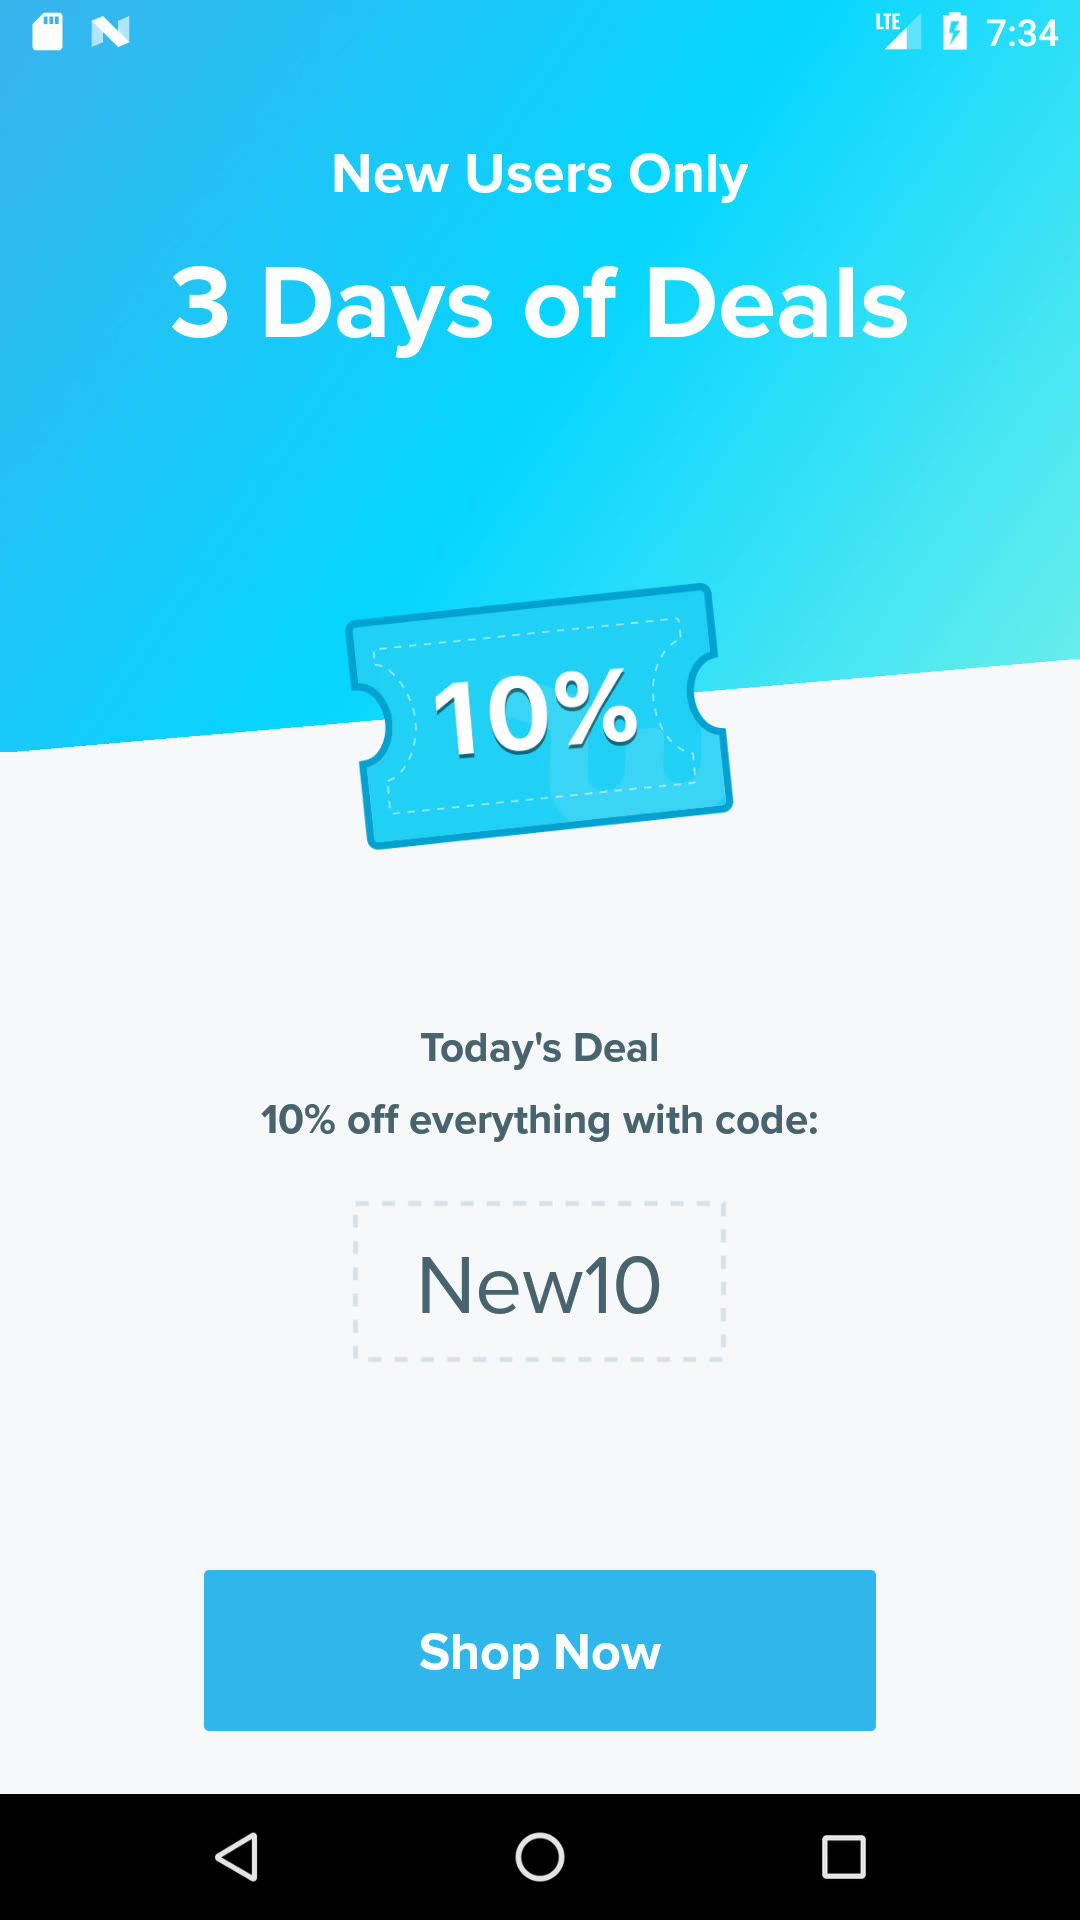 LTE 7:34
New Users Only
3 Days of Deals
10%
Today's Deal
10% off everything with code:
New10
Shop Now